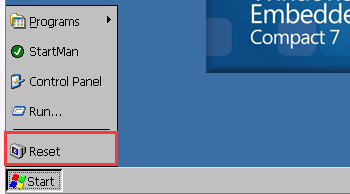 Programs
StartMan
Control Panel
Run...
Reset
Start
Embedde
Compact 7